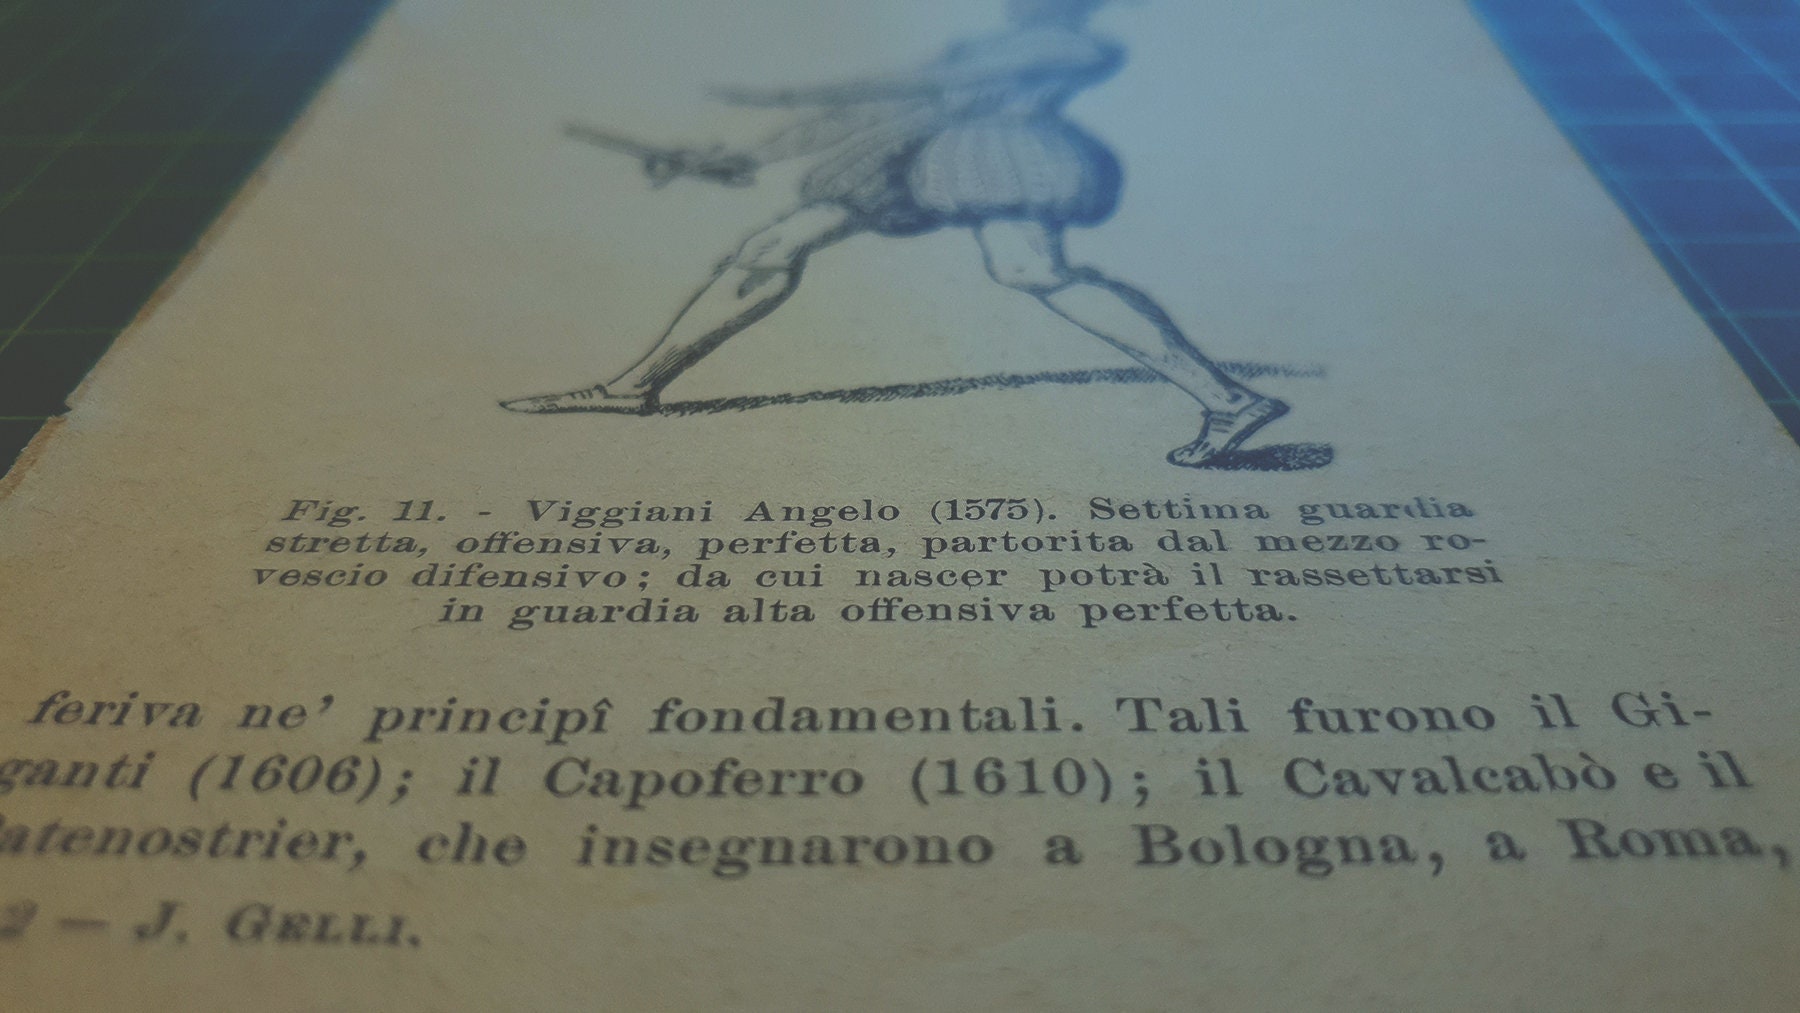 Fig. 11. - Viggiani Angelo (1575). Settima guardia
stretta, offensiva, perfetta, partorita dal mezzo ro-
vescio difensivo; da cui nascer potrà il rassettarsi
in guardia alta offensiva perfetta.
feriva ne' principî fondamentali. Tali furono il Gi-
ganti (1606); il Capoferro (1610); il Cavalcabò e il
atenostrier, che insegnarono a Bologna, a Roma,
2 — J. GELLI.